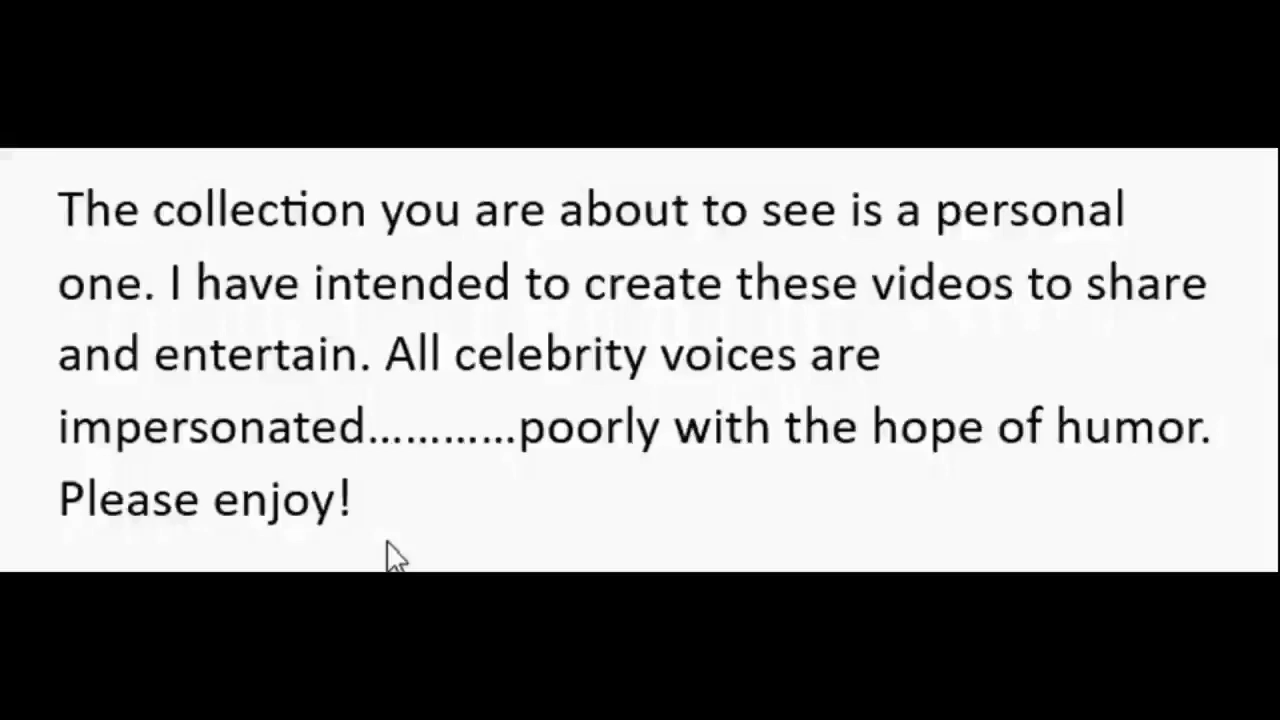 The collection you are about to see is a personal
one. I have intended to create these videos to share
and entertain. All celebrity voices are
impersonated............poorly with the hope of humor.
Please enjoy!